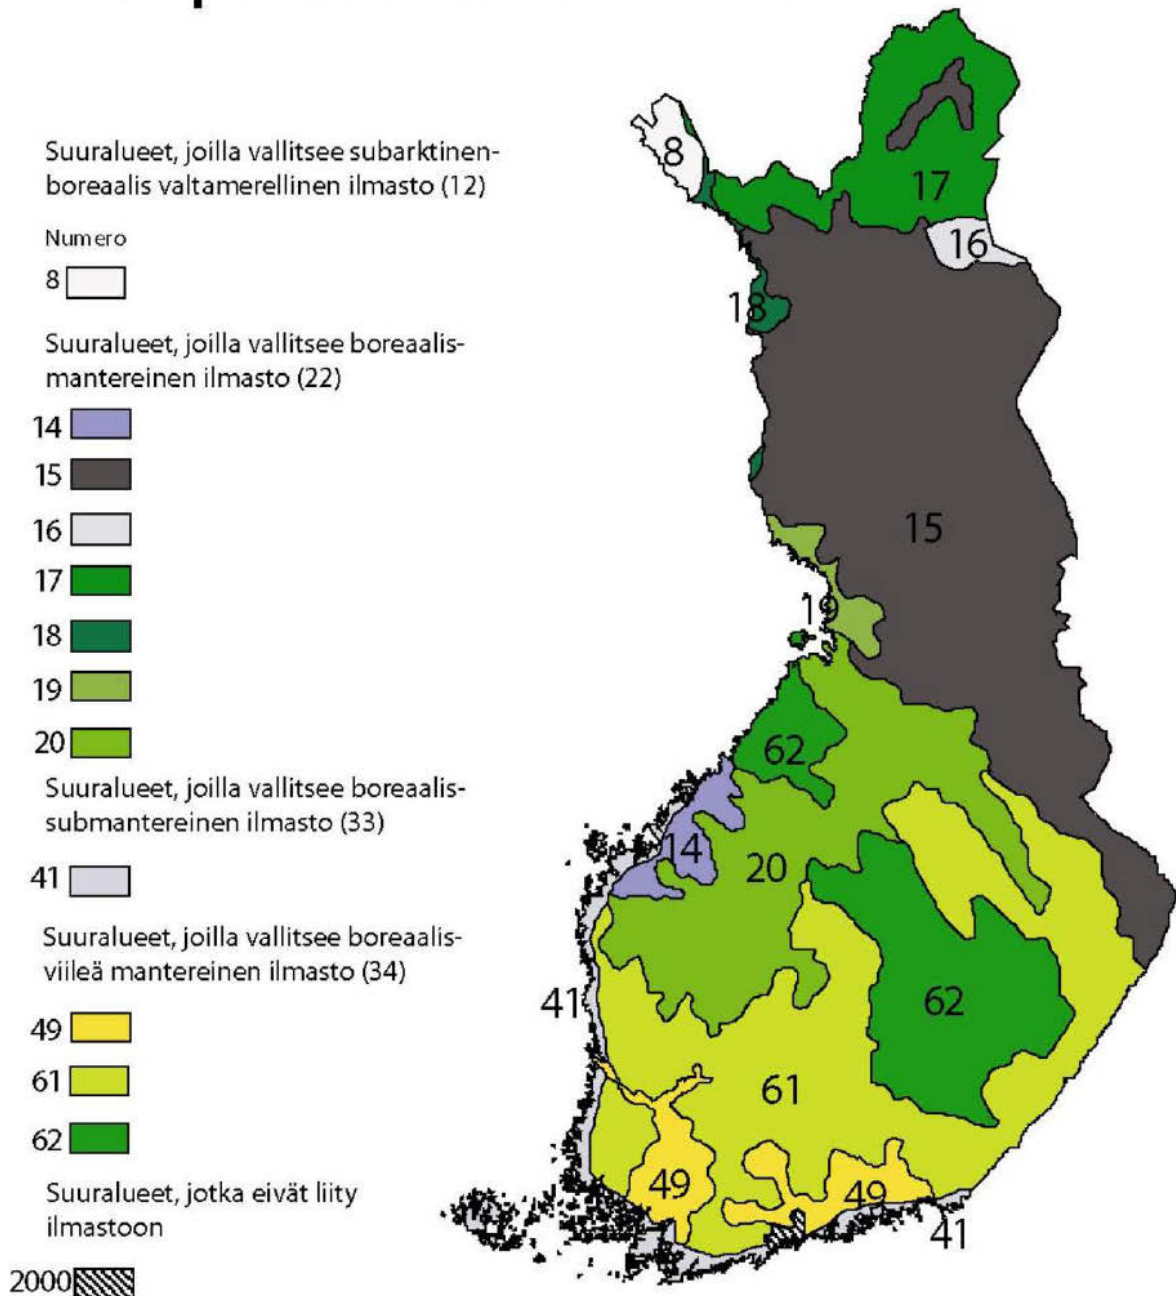 Suuralueet, joilla vallitsee subarktinen-
boreaalis valtamerellinen ilmasto (12)
Numero
8
Suuralueet, joilla vallitsee boreaalis-
mantereinen ilmasto (22)
14
15
16
17
18
19
20
Suuralueet, joilla vallitsee boreaalis-
submantereinen ilmasto (33)
41
Suuralueet, joilla vallitsee boreaalis-
viileä mantereinen ilmasto (34)
49
61
62
Suuralueet, jotka eivät liity
ilmastoon
2000
8
17
16
18
15
19
62
14
20
41
62
61
49
49
41